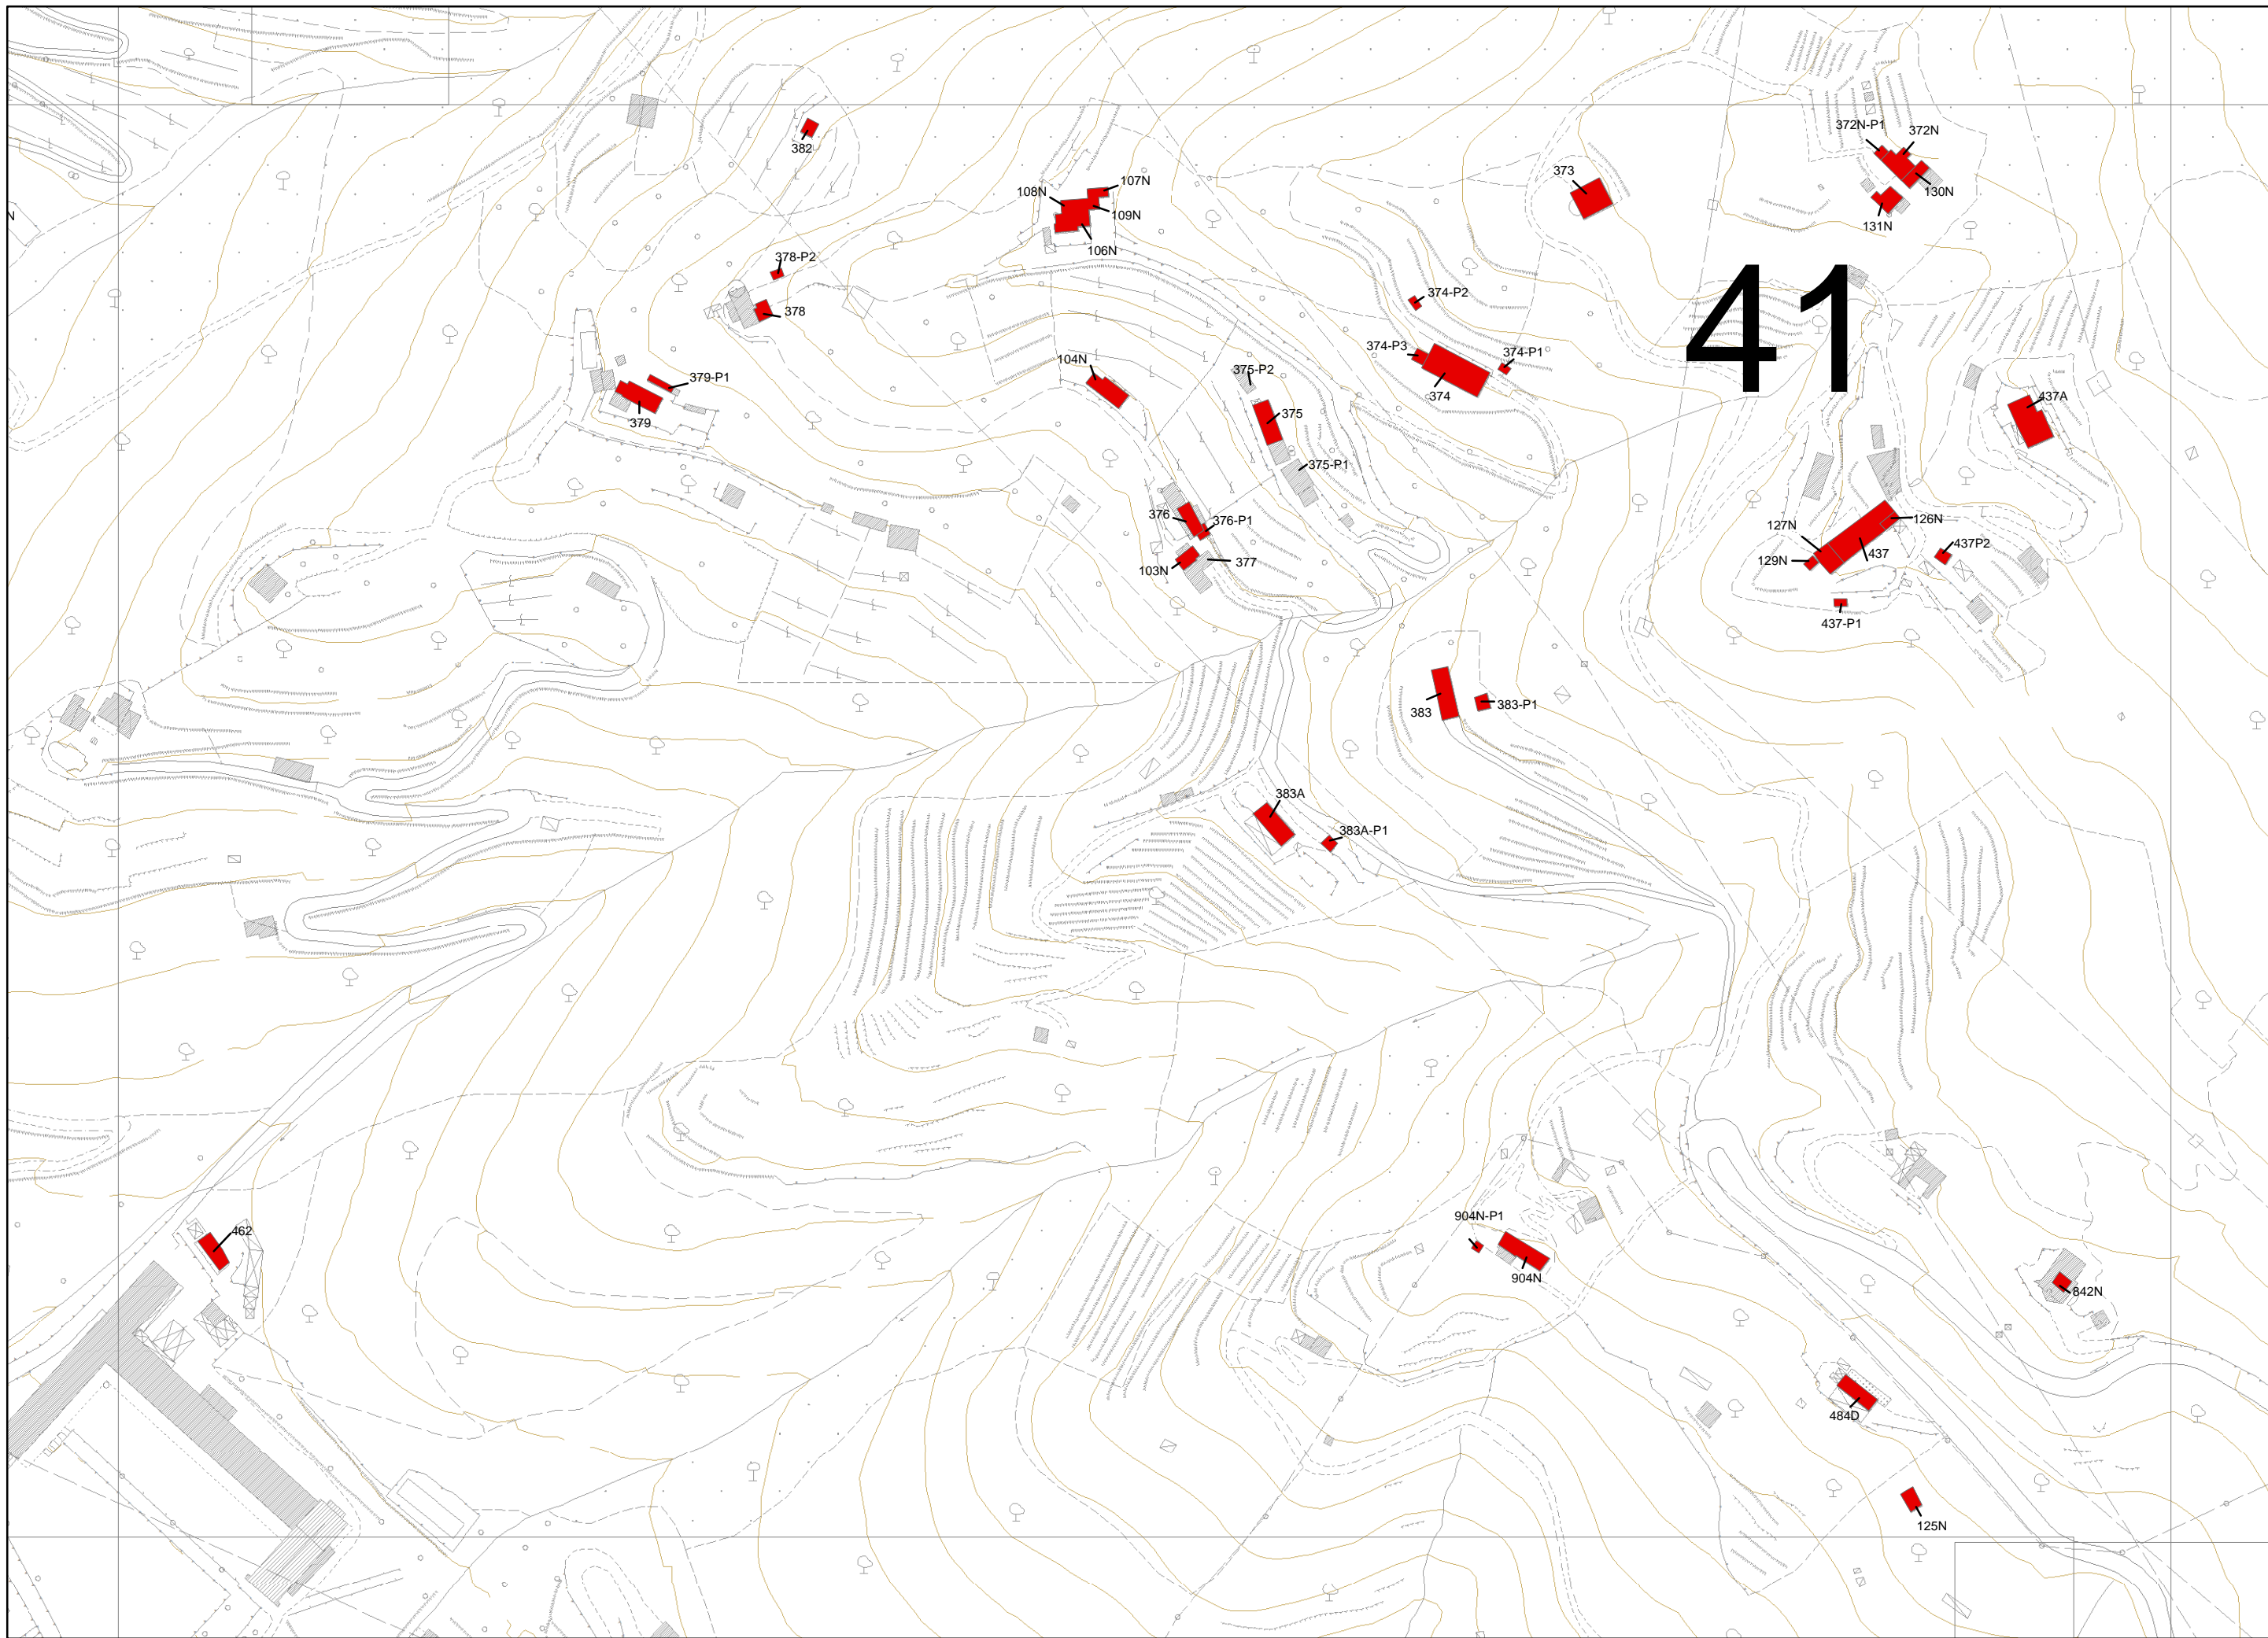 372N-P1
372N
382
373
107N
108N
130N
109N
N
131N
106N
378-P2
41
374-P2
378
374-P3
374-P1
104N
375-P2
379-P1
437A
375
379
374
375-P1
376
376-P1
126N
127N
437P2
437
129N
377
103N
437-P1
383-P1
383
383A
383A-P1
904N-P1
462
904N
842N
484D
125N